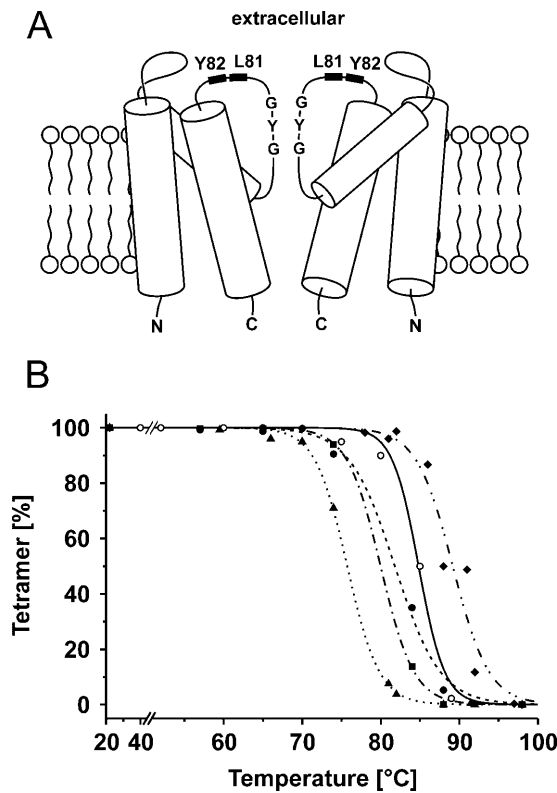 A
extracellular
Y82 L81 L81 Y82
G G
Y Y
G G
N C C N
B
Tetramer [%]
100
80
60
40
20
0
20 40 60 70 80 90 100
Temperature [°C]